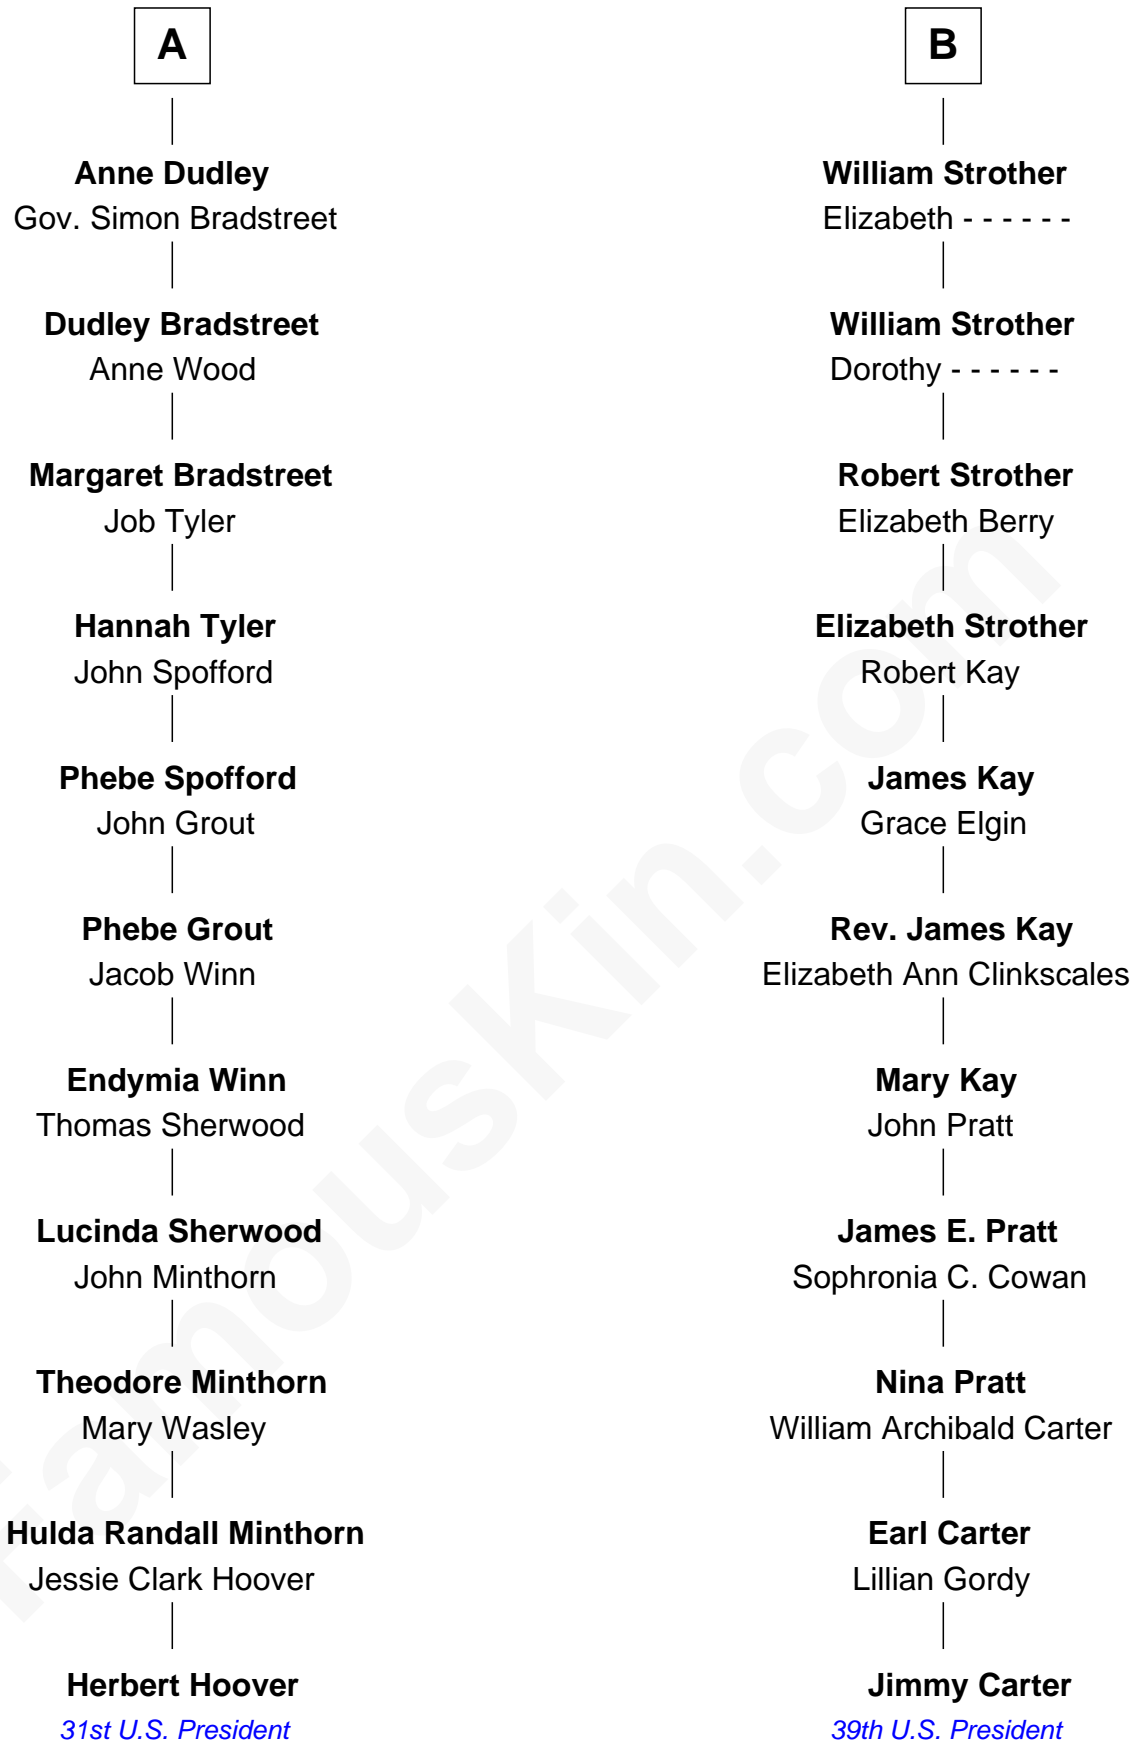 A
Anne Dudley
Gov. Simon Bradstreet
Dudley Bradstreet
Anne Wood
Margaret Bradstreet
Job Tyler
Hannah Tyler
John Spofford
Phebe Spofford
John Grout
Phebe Grout
Jacob Winn
Endymia Winn
Thomas Sherwood
Lucinda Sherwood
John Minthorn
Theodore Minthorn
Mary Wasley
Hulda Randall Minthorn
Jessie Clark Hoover
Herbert Hoover
31st U.S. President
B
William Strother
Elizabeth - - - - - -
William Strother
Dorothy - - - - - -
Robert Strother
Elizabeth Berry
Elizabeth Strother
Robert Kay
James Kay
Grace Elgin
Rev. James Kay
Elizabeth Ann Clinkscales
Mary Kay
John Pratt
James E. Pratt
Sophronia C. Cowan
Nina Pratt
William Archibald Carter
Earl Carter
Lillian Gordy
Jimmy Carter
39th U.S. President
famouskin.com